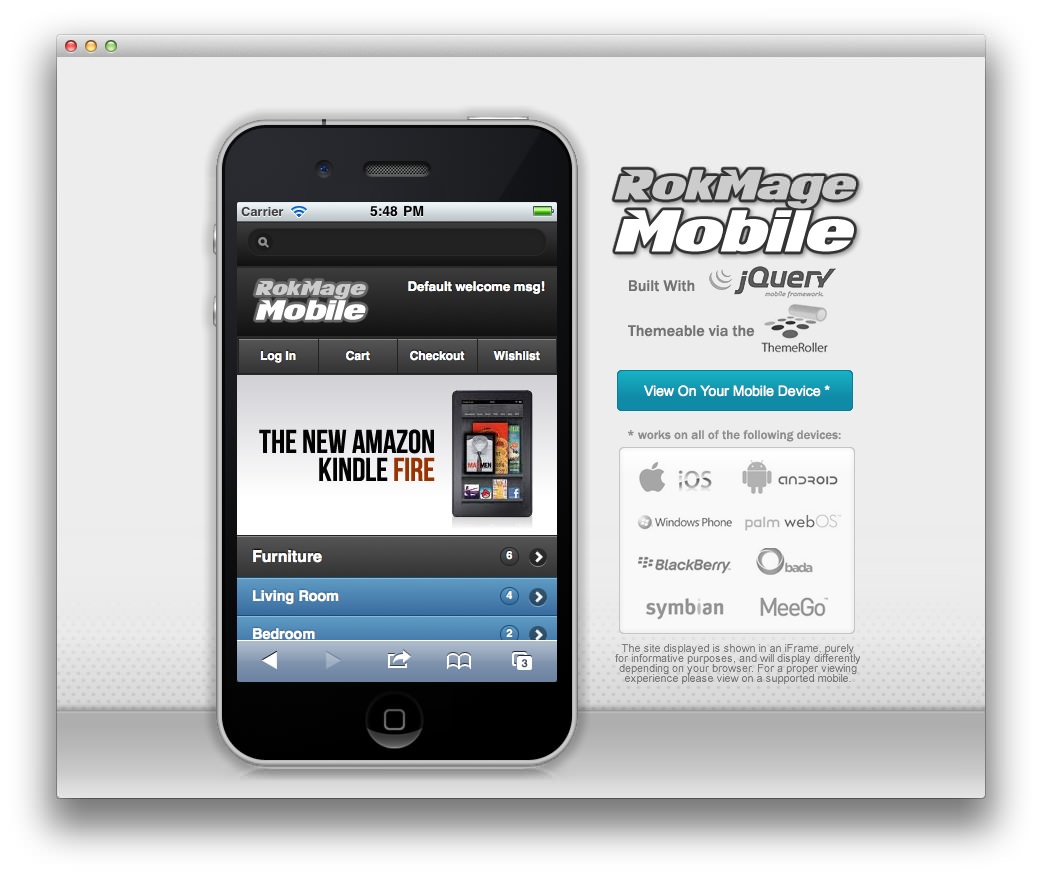 Carrier 5:48 PM
RokMage
Mobile
Default welcome msg!
Log In Cart Checkout Wishlist
THE NEW AMAZON
KINDLE FIRE
MAD MEN
Furniture 6
Living Room 4
Bedroom 2
3
RokMage
Mobile
Built With jQuery
mobile framework.
Themeable via the
ThemeRoller
View On Your Mobile Device *
* works on all of the following devices:
iOS android
Windows Phone palm webOS™
BlackBerry. bada
symbian MeeGo™
The site displayed is shown in an iFrame, purely
for informative purposes, and will display differently
depending on your browser. For a proper viewing
experience please view on a supported mobile.